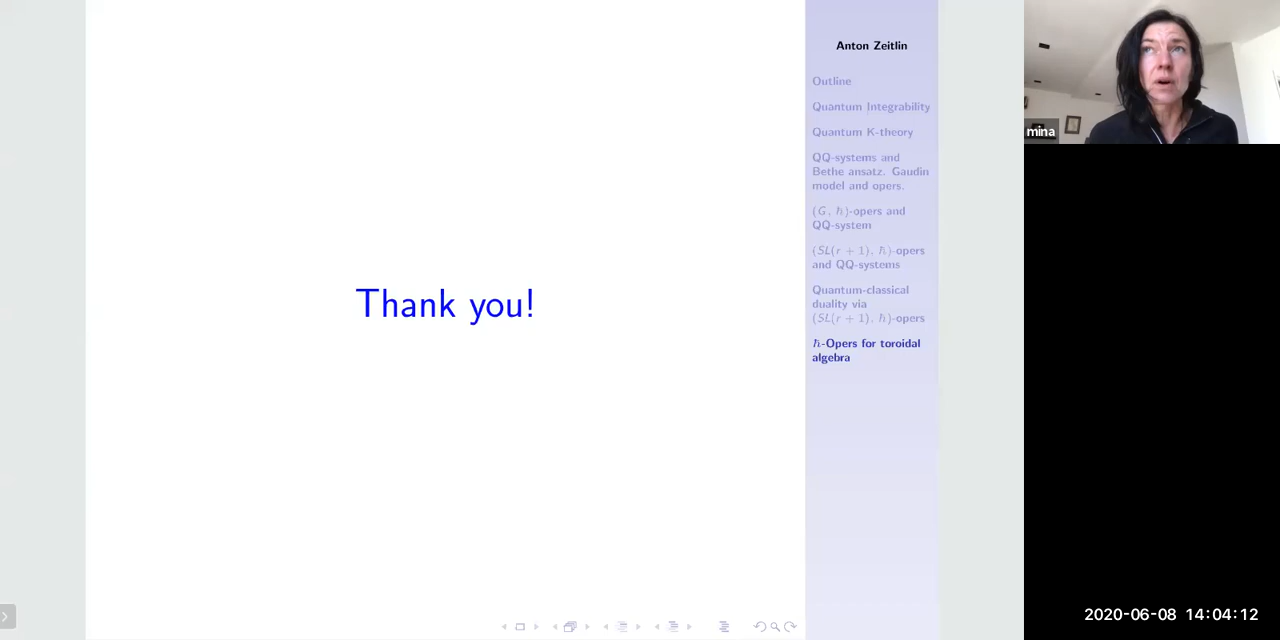 Thank you!
Anton Zeitlin
Outline
Quantum Integrability
Quantum K-theory
QQ-systems and
Bethe ansatz. Gaudin
model and opers.
(G, ħ)-opers and
QQ-system
(SL(r + 1), ħ)-opers
and QQ-systems
Quantum-classical
duality via
(SL(r + 1), ħ)-opers
ħ-Opers for toroidal
algebra
mina
2020-06-08 14:04:12